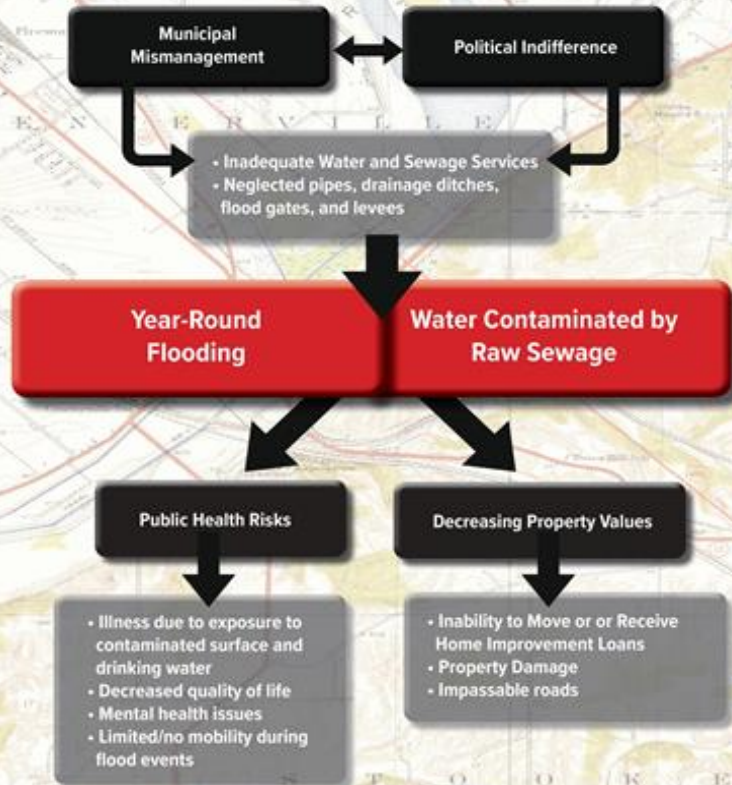 Municipal
Mismanagement
Political Indifference
E N T E R V I L L E
• Inadequate Water and Sewage Services
• Neglected pipes, drainage ditches,
flood gates, and levees
Year-Round
Flooding
Water Contaminated by
Raw Sewage
Public Health Risks
Decreasing Property Values
• Illness due to exposure to
contaminated surface and
drinking water
• Decreased quality of life
• Mental health issues
• Limited/no mobility during
flood events
• Inability to Move or or Receive
Home Improvement Loans
• Property Damage
• Impassable roads
S T O O K E